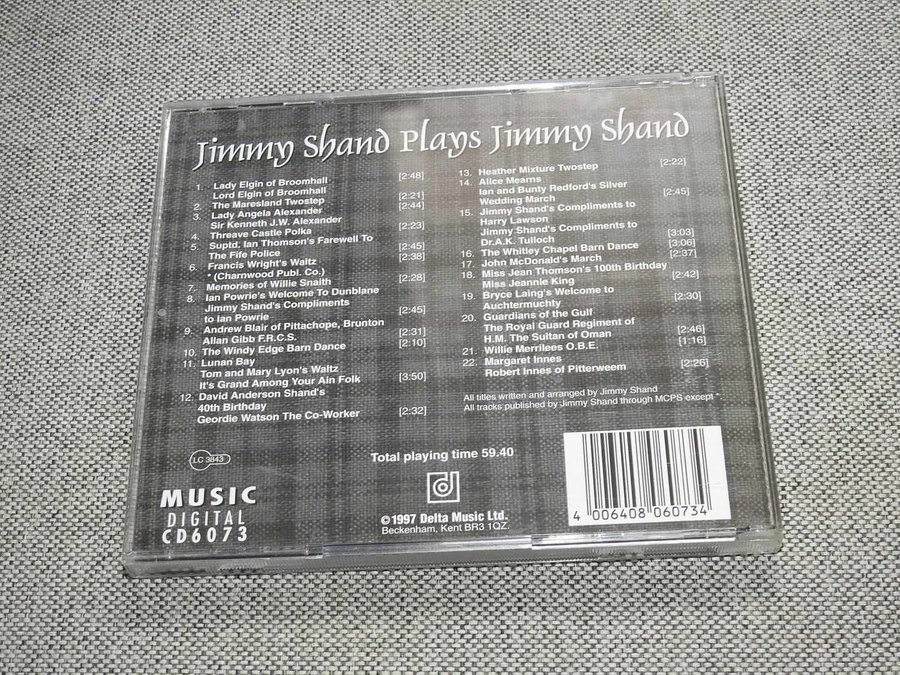 Jimmy Shand Plays Jimmy Shand
1. Lady Elgin of Broomhall
Lord Elgin of Broomhall [2:48]
2. The Maresland Twostep [2:21]
3. Lady Angela Alexander [2:44]
Sir Kenneth J.W. Alexander
4. Threave Castle Polka [2:23]
5. Suptd. Ian Thomson's Farewell To
The Fife Police [2:45]
6. Francis Wright's Waltz [2:38]
* (Charnwood Publ. Co.)
7. Memories of Willie Snaith [2:28]
8. Ian Powrie's Welcome To Dunblane
Jimmy Shand's Compliments
to Ian Powrie [2:45]
9. Andrew Blair of Pittachope, Brunton
Allan Gibb F.R.C.S. [2:31]
10. The Windy Edge Barn Dance [2:10]
11. Lunan Bay
Tom and Mary Lyon's Waltz
It's Grand Among Your Ain Folk [3:50]
12. David Anderson Shand's
40th Birthday
Geordie Watson The Co-Worker [2:32]
13. Heather Mixture Twostep [2:22]
14. Alice Mearns
Ian and Bunty Redford's Silver
Wedding March [2:45]
15. Jimmy Shand's Compliments to
Harry Lawson
Jimmy Shand's Compliments to
Dr.A.K. Tulloch [3:03]
16. The Whitley Chapel Barn Dance [3:06]
17. John McDonald's March [2:37]
18. Miss Jean Thomson's 100th Birthday
Miss Jeannie King [2:42]
19. Bryce Laing's Welcome to
Auchtermuchty [2:30]
20. Guardians of the Gulf
The Royal Guard Regiment of
H.M. The Sultan of Oman [2:46]
21. Willie Merrilees O.B.E. [1:16]
22. Margaret Innes
Robert Innes of Pitterweem [2:26]
All titles written and arranged by Jimmy Shand
All tracks published by Jimmy Shand through MCPS except *.
LC 3843
Total playing time 59.40
MUSIC
DIGITAL
CD6073
©1997 Delta Music Ltd.
Beckenham, Kent BR3 1QZ.
4 006408 060734